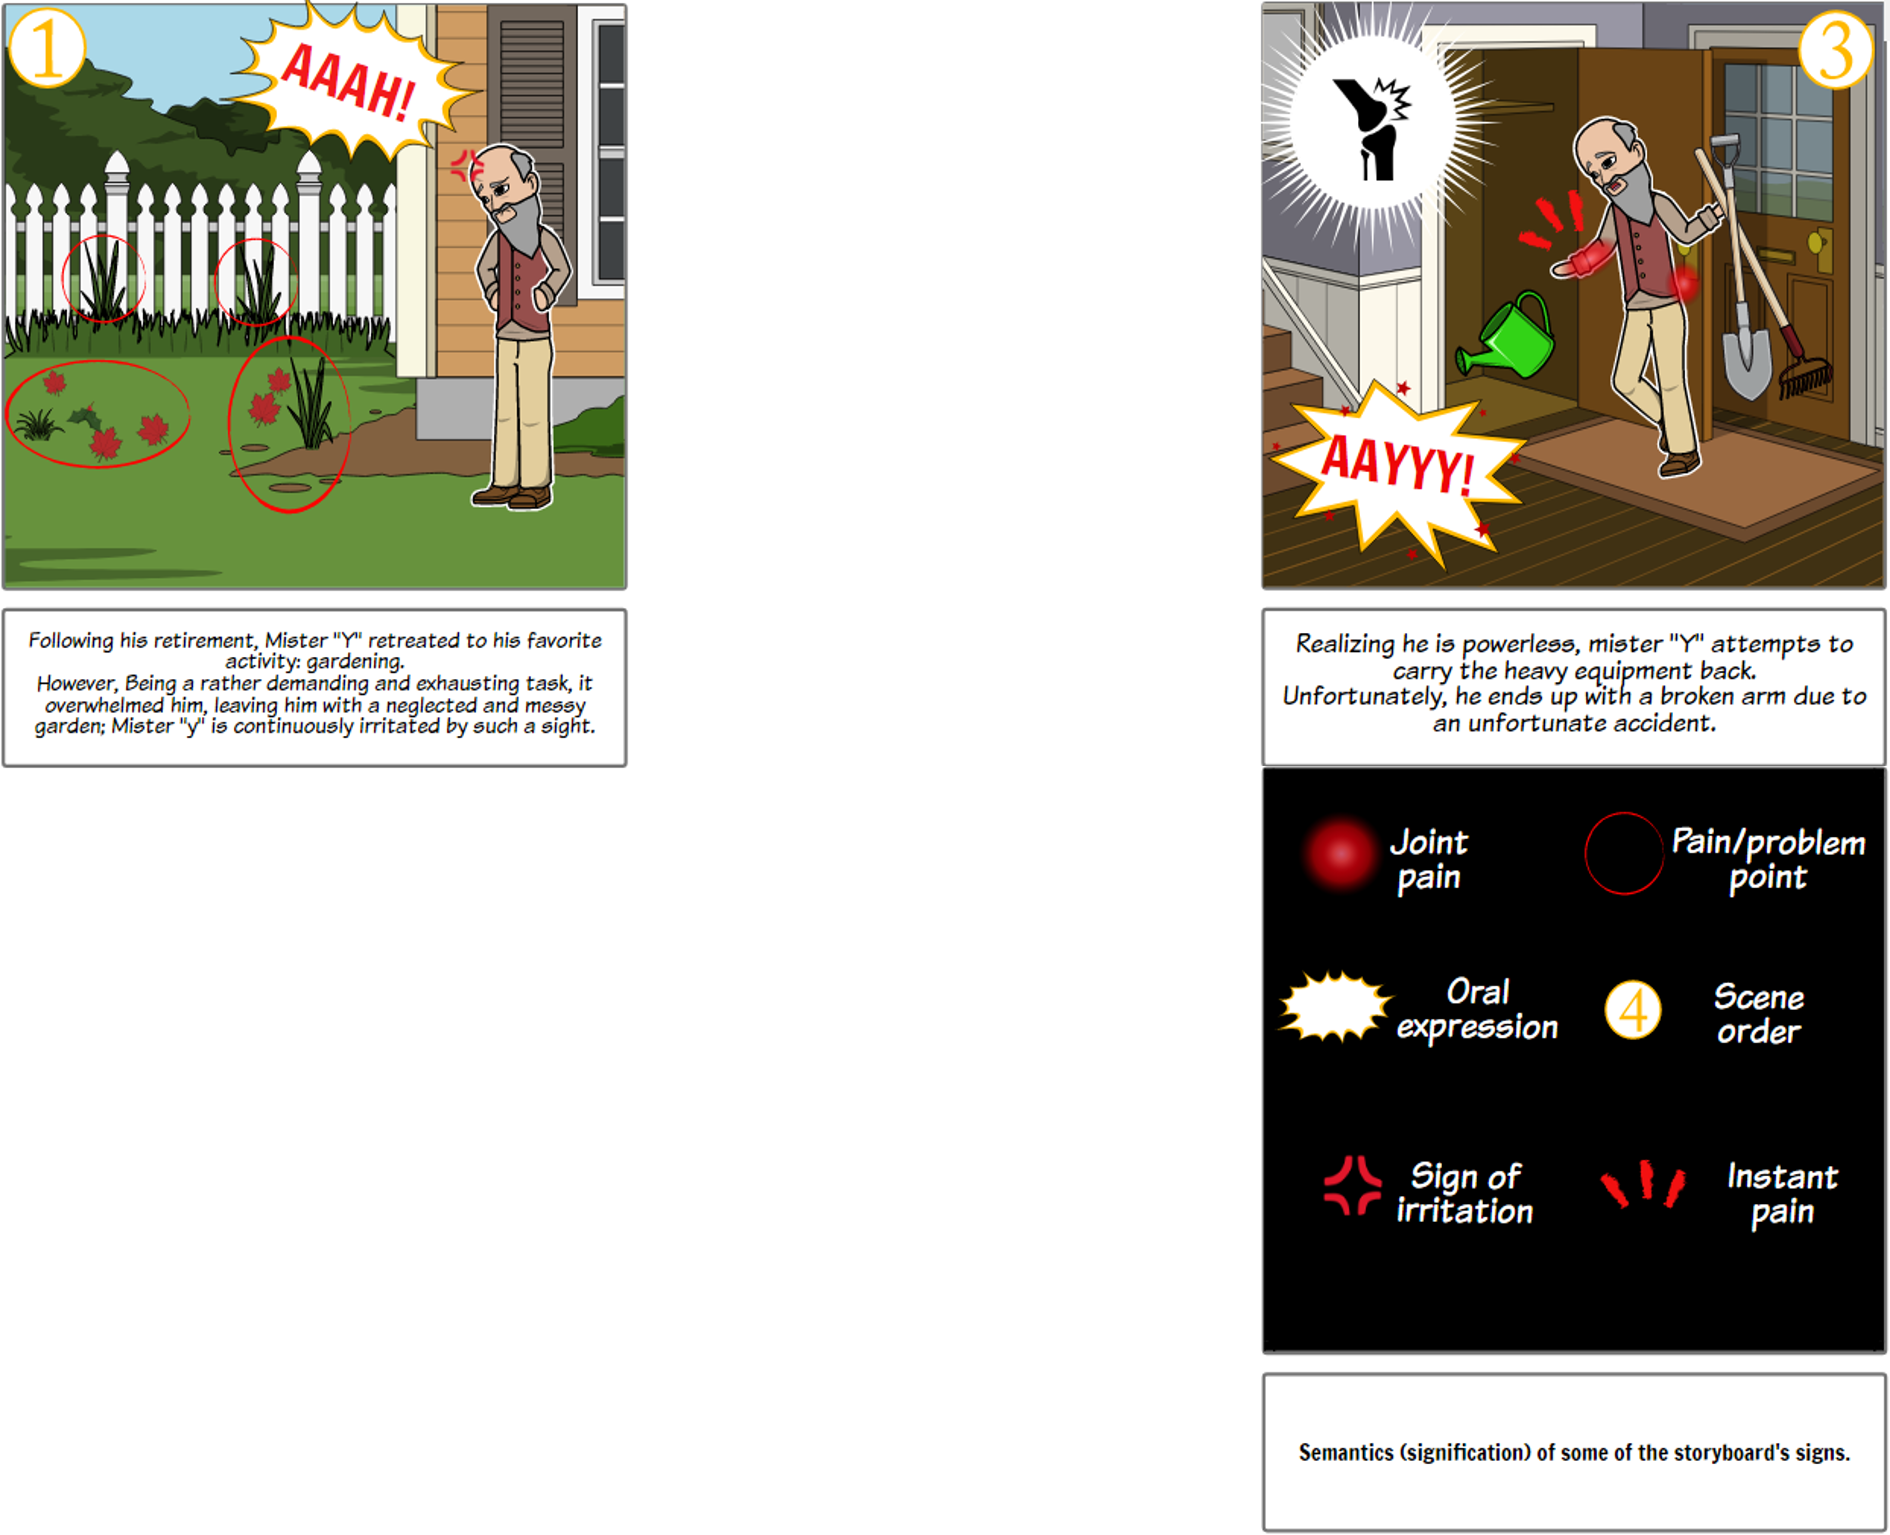 1
AAAH!
Following his retirement, Mister "Y" retreated to his favorite
activity: gardening.
However, Being a rather demanding and exhausting task, it
overwhelmed him, leaving him with a neglected and messy
garden; Mister "y" is continuously irritated by such a sight.
3
AAYYY!
Realizing he is powerless, mister "Y" attempts to
carry the heavy equipment back.
Unfortunately, he ends up with a broken arm due to
an unfortunate accident.
Joint
pain
Pain/problem
point
Oral
expression
4
Scene
order
Sign of
irritation
Instant
pain
Semantics (signification) of some of the storyboard's signs.